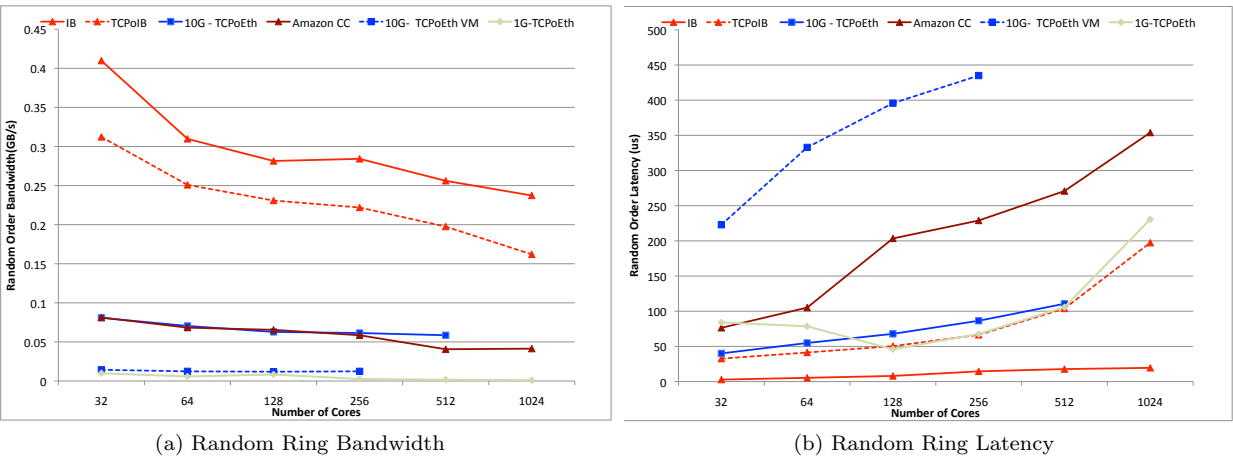 IB TCPoIB 10G - TCPoEth Amazon CC 10G- TCPoEth VM 1G-TCPoEth
0.45
0.4
0.35
0.3
0.25
0.2
0.15
0.1
0.05
0
Random Order Bandwidth(GB/s)
32 64 128 256 512 1024
Number of Cores
(a) Random Ring Bandwidth
IB TCPoIB 10G - TCPoEth Amazon CC 10G- TCPoEth VM 1G-TCPoEth
500
450
400
350
300
250
200
150
100
50
0
Random Order Latency (us)
32 64 128 256 512 1024
Number of Cores
(b) Random Ring Latency